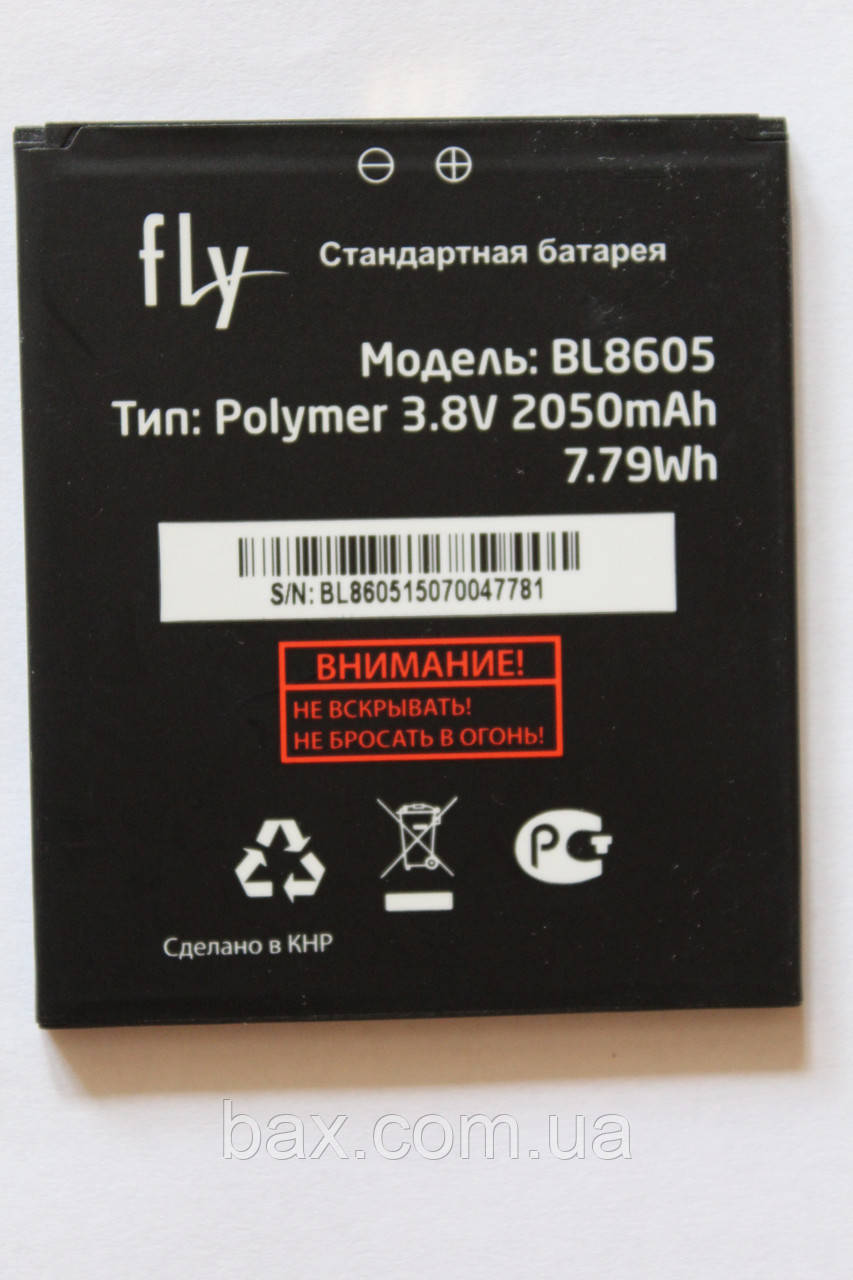 fly
Стандартная батарея
Модель: BL8605
Тип: Polymer 3.8V 2050mAh
7.79Wh
S/N: BL860515070047781
ВНИМАНИЕ!
НЕ ВСКРЫВАТЬ!
НЕ БРОСАТЬ В ОГОНЬ!
РСТ
Сделано в КНР
bax.com.ua